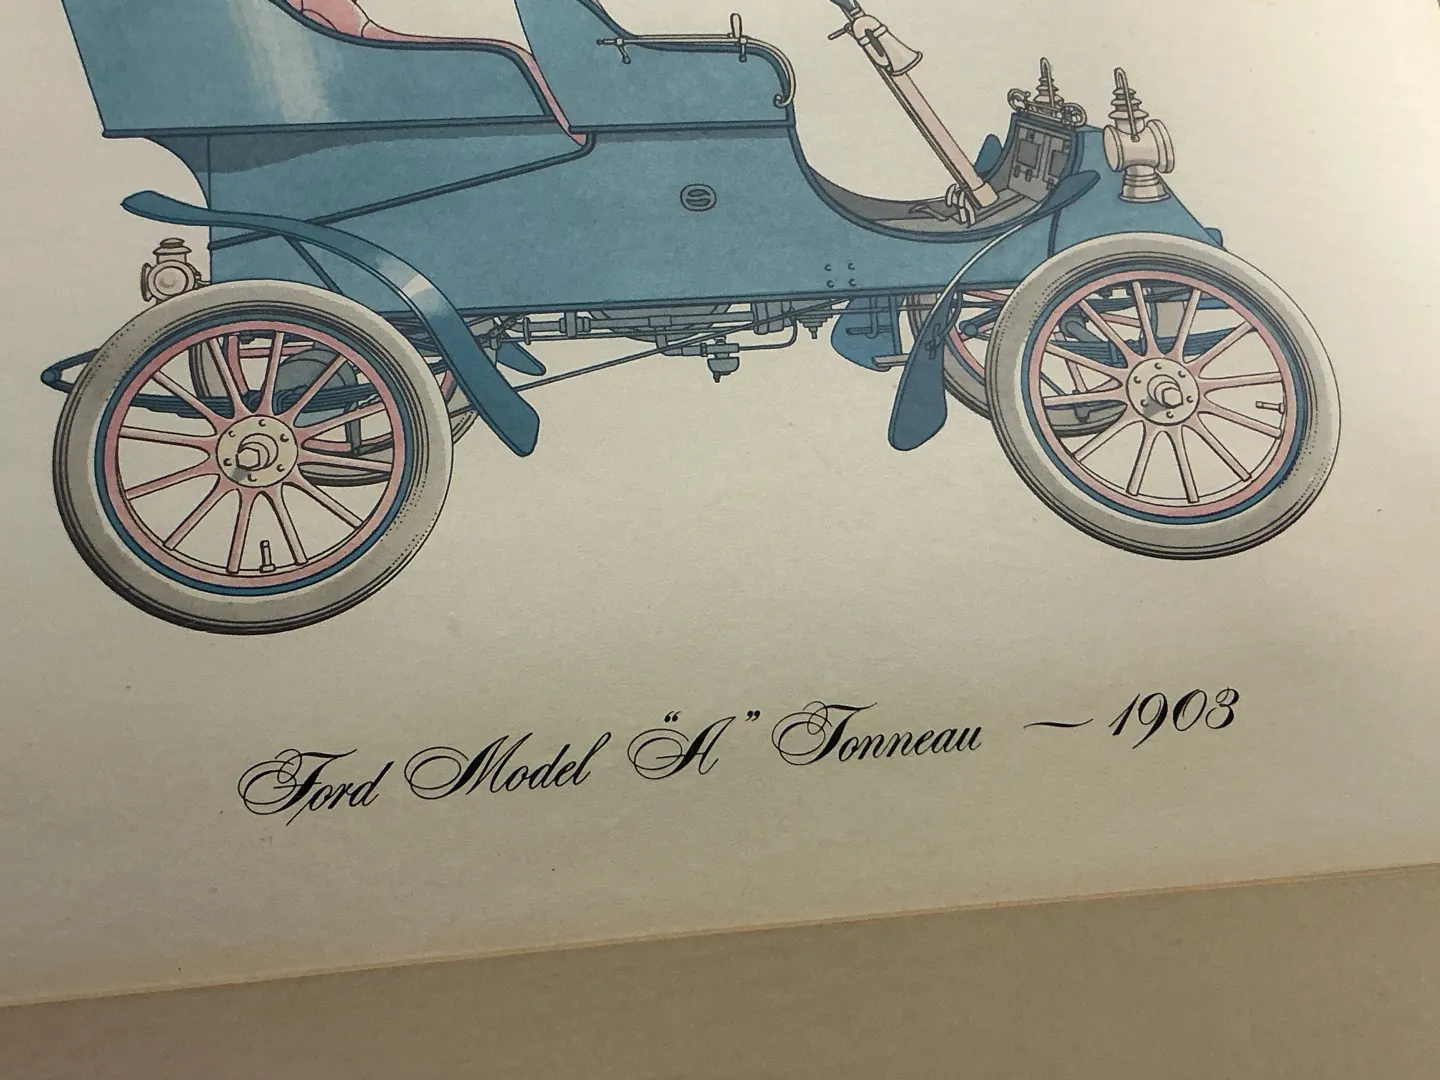 Ford Model “A” Tonneau — 1903